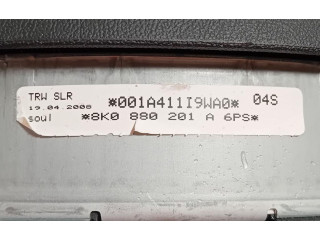 TRW SLR *001A411I9WA0* 04S
19.04.2008
soul *8K0 880 201 A 6PS*